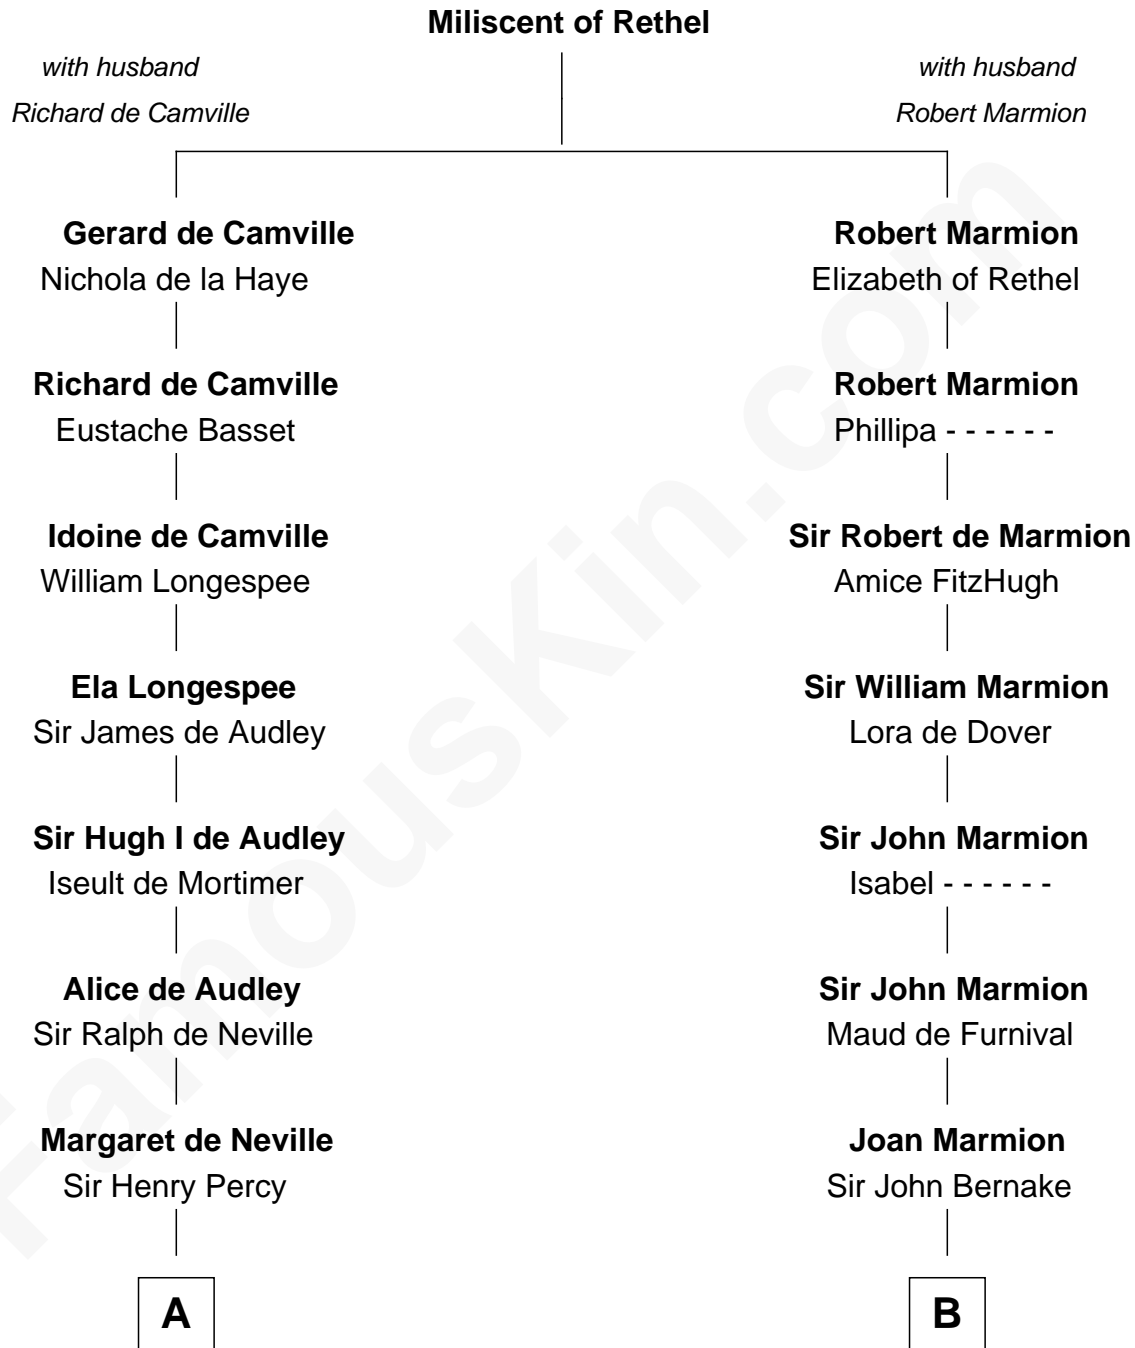 Miliscent of Rethel
with husband
Richard de Camville
with husband
Robert Marmion
Gerard de Camville
Nichola de la Haye
Robert Marmion
Elizabeth of Rethel
Richard de Camville
Eustache Basset
Robert Marmion
Phillipa - - - - - -
Idoine de Camville
William Longespee
Sir Robert de Marmion
Amice FitzHugh
Ela Longespee
Sir James de Audley
Sir William Marmion
Lora de Dover
Sir Hugh I de Audley
Iseult de Mortimer
Sir John Marmion
Isabel - - - - - -
Alice de Audley
Sir Ralph de Neville
Sir John Marmion
Maud de Furnival
Margaret de Neville
Sir Henry Percy
Joan Marmion
Sir John Bernake
A
B
FamousKin.com